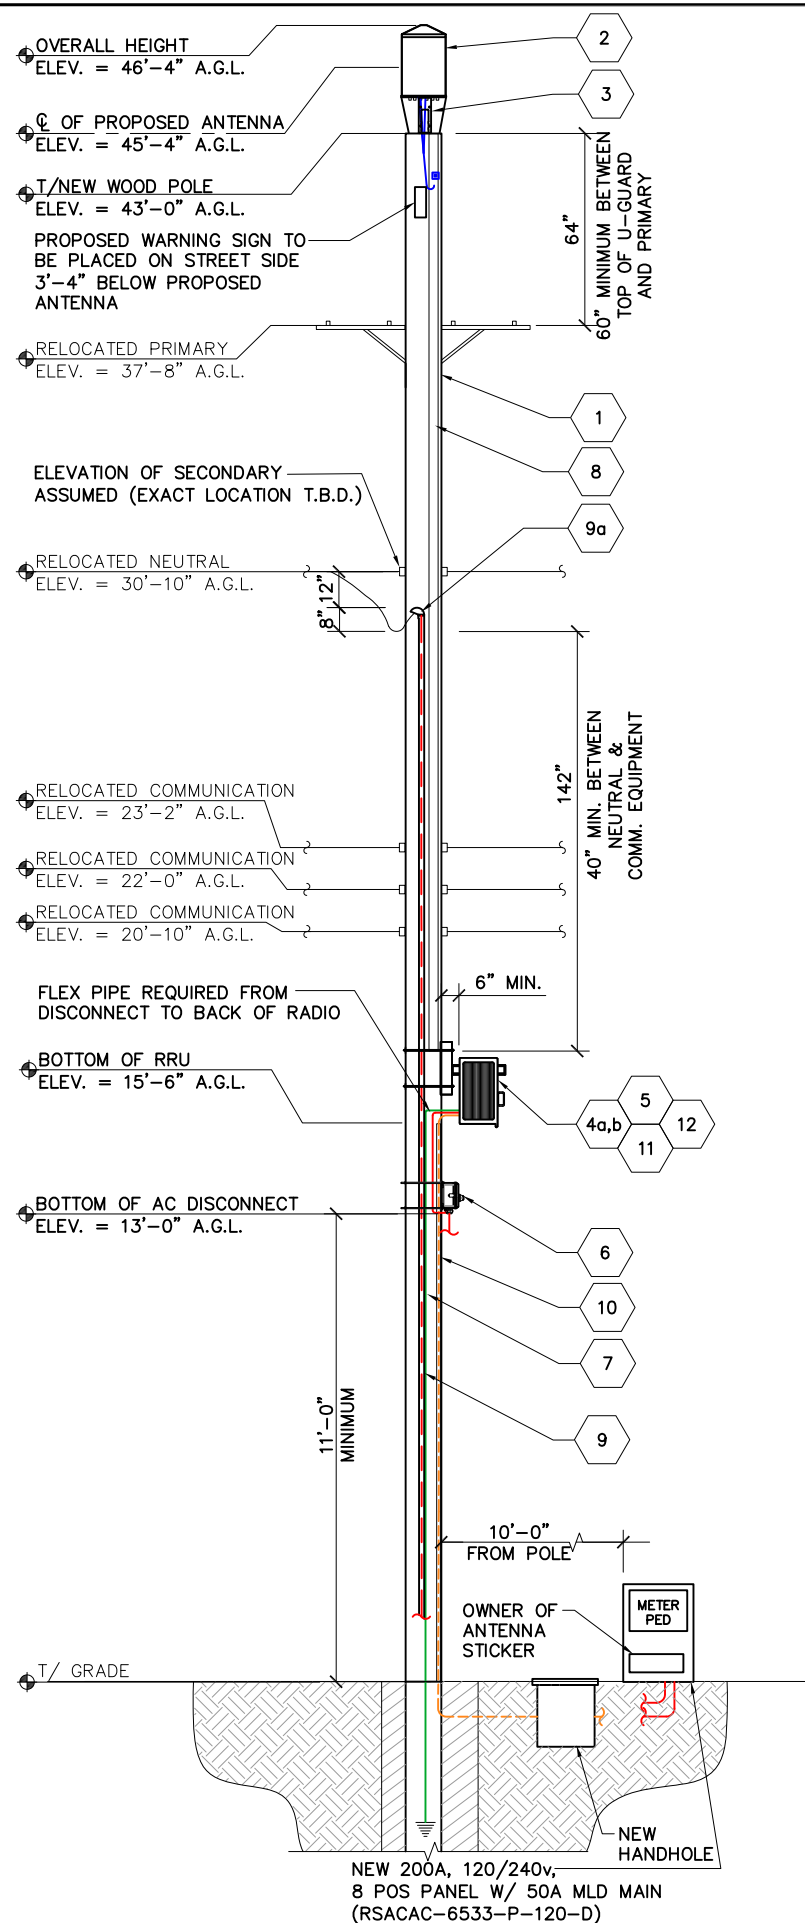 OVERALL HEIGHT
ELEV. = 46'-4" A.G.L.
2
3
℄ OF PROPOSED ANTENNA
ELEV. = 45'-4" A.G.L.
T/NEW WOOD POLE
ELEV. = 43'-0" A.G.L.
64"
60" MINIMUM BETWEEN
TOP OF U-GUARD
AND PRIMARY
PROPOSED WARNING SIGN TO
BE PLACED ON STREET SIDE
3'-4" BELOW PROPOSED
ANTENNA
RELOCATED PRIMARY
ELEV. = 37'-8" A.G.L.
1
8
ELEVATION OF SECONDARY
ASSUMED (EXACT LOCATION T.B.D.)
9a
RELOCATED NEUTRAL
ELEV. = 30'-10" A.G.L.
12"
8"
142"
40" MIN. BETWEEN
NEUTRAL &
COMM. EQUIPMENT
RELOCATED COMMUNICATION
ELEV. = 23'-2" A.G.L.
RELOCATED COMMUNICATION
ELEV. = 22'-0" A.G.L.
RELOCATED COMMUNICATION
ELEV. = 20'-10" A.G.L.
6" MIN.
FLEX PIPE REQUIRED FROM
DISCONNECT TO BACK OF RADIO
BOTTOM OF RRU
ELEV. = 15'-6" A.G.L.
5
4a,b
12
11
BOTTOM OF AC DISCONNECT
ELEV. = 13'-0" A.G.L.
6
10
7
9
11'-0"
MINIMUM
10'-0"
FROM POLE
METER
PED
OWNER OF
ANTENNA
STICKER
T/ GRADE
NEW
HANDHOLE
NEW 200A, 120/240v,
8 POS PANEL W/ 50A MLD MAIN
(RSACAC-6533-P-120-D)